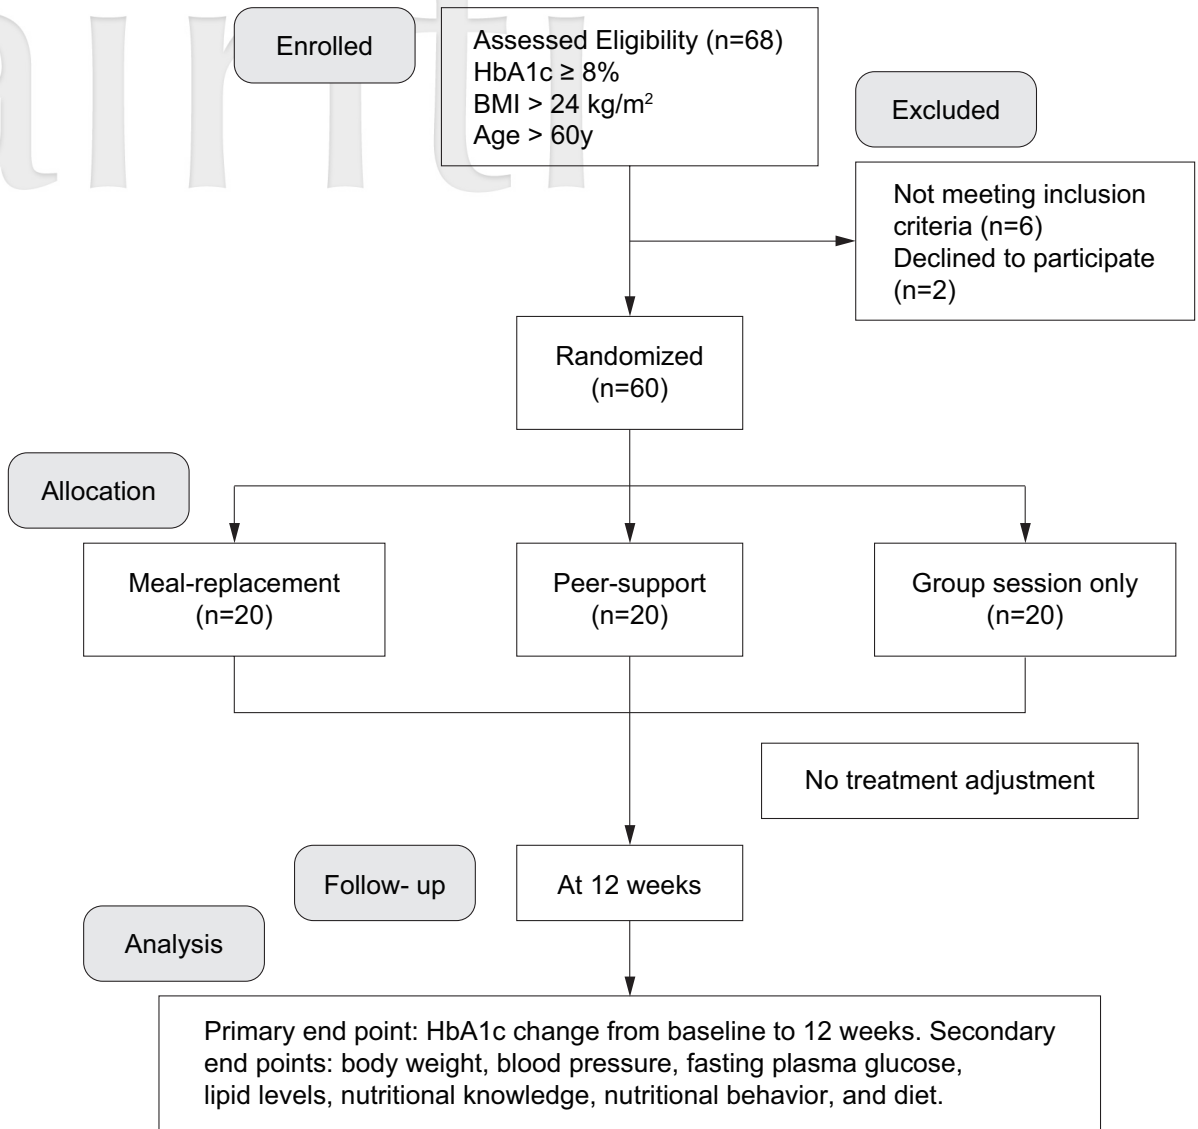 Enrolled
Assessed Eligibility (n=68)
HbA1c ≥ 8%
BMI > 24 kg/m²
Age > 60y
Excluded
Not meeting inclusion
criteria (n=6)
Declined to participate
(n=2)
Randomized
(n=60)
Allocation
Meal-replacement
(n=20)
Peer-support
(n=20)
Group session only
(n=20)
No treatment adjustment
Follow- up
At 12 weeks
Analysis
Primary end point: HbA1c change from baseline to 12 weeks. Secondary
end points: body weight, blood pressure, fasting plasma glucose,
lipid levels, nutritional knowledge, nutritional behavior, and diet.